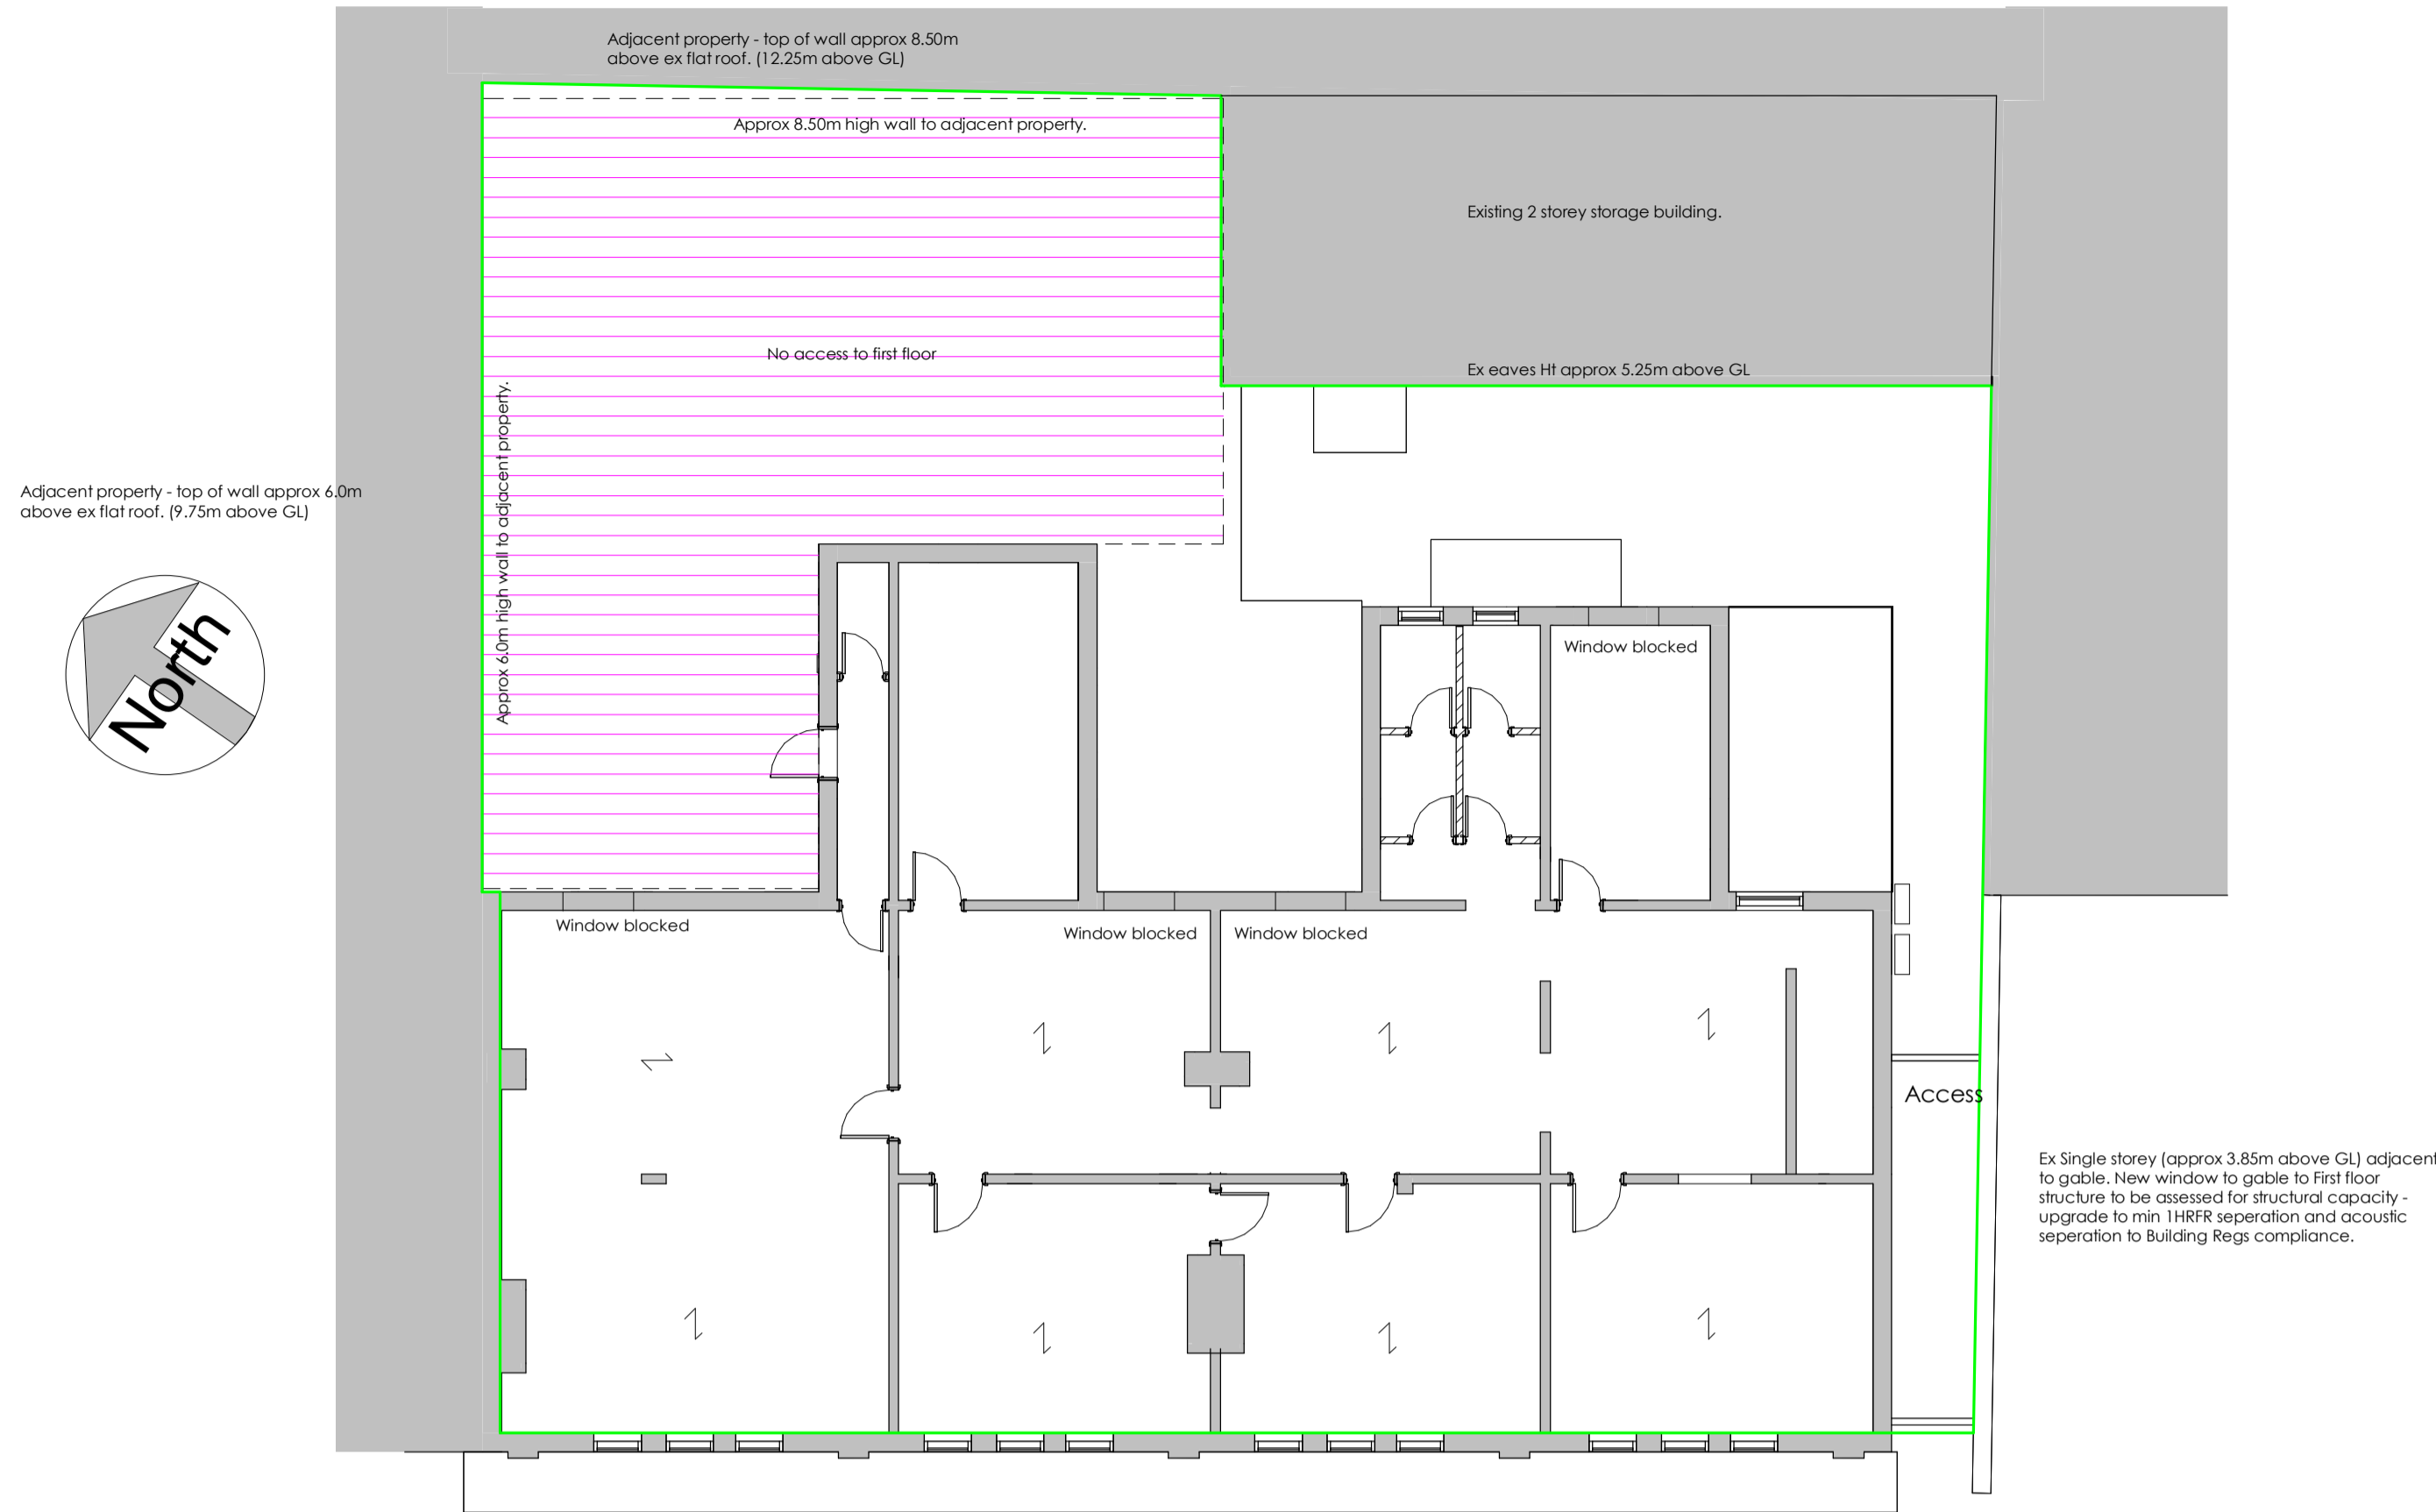 Adjacent property - top of wall approx 8.50m
above ex flat roof. (12.25m above GL)
Approx 8.50m high wall to adjacent property.
Existing 2 storey storage building.
No access to first floor
Ex eaves Ht approx 5.25m above GL
Approx 6.0m high wall to adjacent property.
Adjacent property - top of wall approx 6.0m
above ex flat roof. (9.75m above GL)
North
Window blocked
Window blocked
Window blocked
Window blocked
Access
Ex Single storey (approx 3.85m above GL) adjacent
to gable. New window to gable to First floor
structure to be assessed for structural capacity -
upgrade to min 1HRFR seperation and acoustic
seperation to Building Regs compliance.